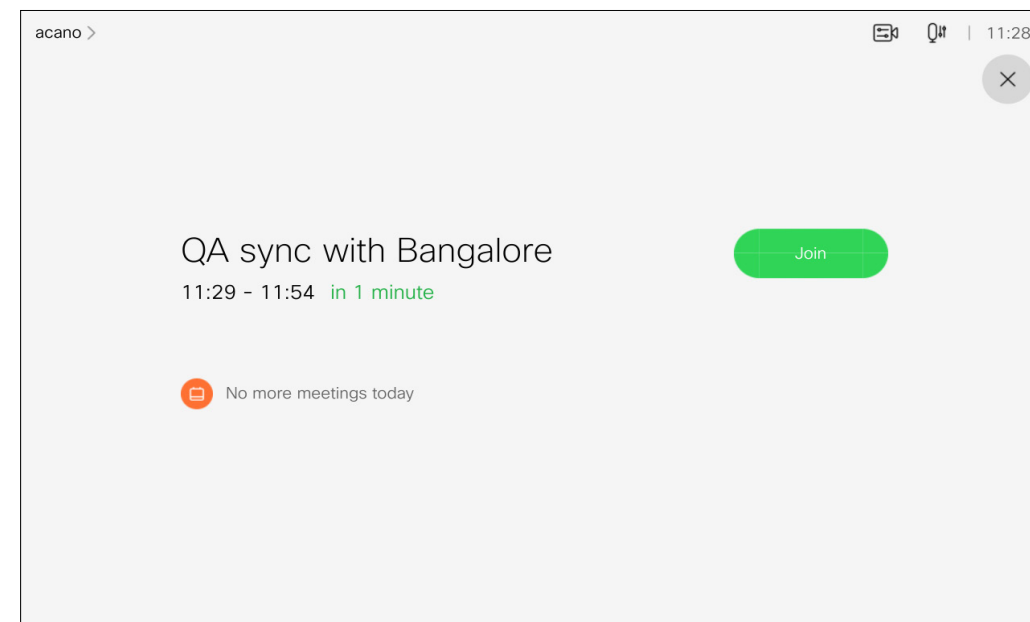 acano >
| 11:28
QA sync with Bangalore
Join
11:29 - 11:54 in 1 minute
No more meetings today